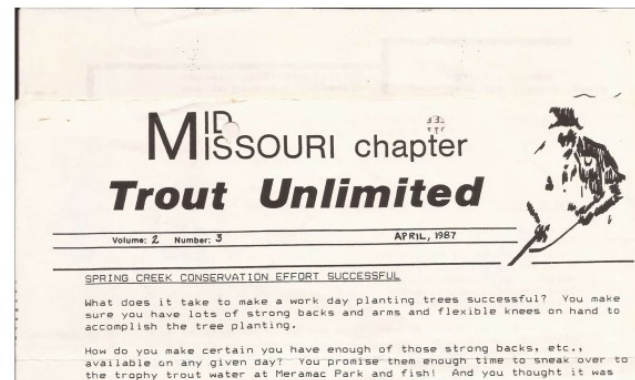 MID MISSOURI chapter
Trout Unlimited
Volume: 2 Number: 3 APRIL, 1987
SPRING CREEK CONSERVATION EFFORT SUCCESSFUL
What does it take to make a work day planting trees successful? You make
sure you have lots of strong backs and arms and flexible knees on hand to
accomplish the tree planting.
How do you make certain you have enough of those strong backs, etc.,
available on any given day? You promise them enough time to sneak over to
the trophy trout water at Meramac Park and fish! And you thought it was